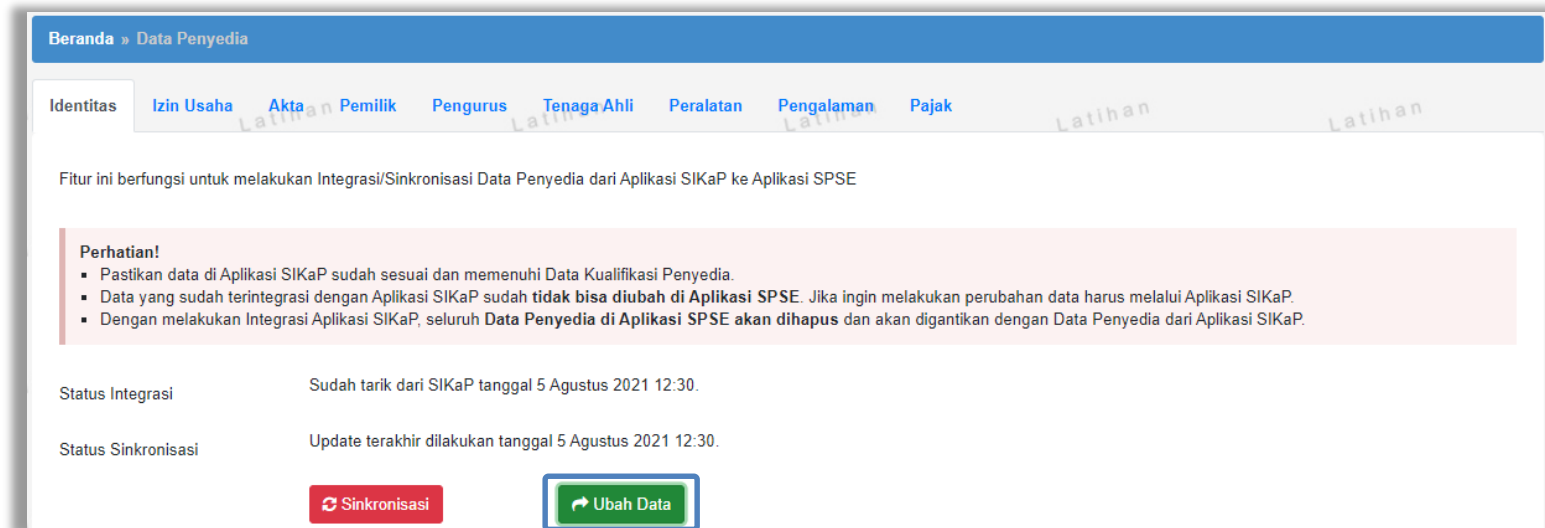 Beranda » Data Penyedia
Identitas Izin Usaha Akta Pemilik Pengurus Tenaga Ahli Peralatan Pengalaman Pajak
Latihan Latihan Latihan Latihan Latihan
Fitur ini berfungsi untuk melakukan Integrasi/Sinkronisasi Data Penyedia dari Aplikasi SIKaP ke Aplikasi SPSE
Perhatian!
▪ Pastikan data di Aplikasi SIKaP sudah sesuai dan memenuhi Data Kualifikasi Penyedia.
▪ Data yang sudah terintegrasi dengan Aplikasi SIKaP sudah tidak bisa diubah di Aplikasi SPSE. Jika ingin melakukan perubahan data harus melalui Aplikasi SIKaP.
▪ Dengan melakukan Integrasi Aplikasi SIKaP, seluruh Data Penyedia di Aplikasi SPSE akan dihapus dan akan digantikan dengan Data Penyedia dari Aplikasi SIKaP.
Status Integrasi Sudah tarik dari SIKaP tanggal 5 Agustus 2021 12:30.
Status Sinkronisasi Update terakhir dilakukan tanggal 5 Agustus 2021 12:30.
Sinkronisasi Ubah Data